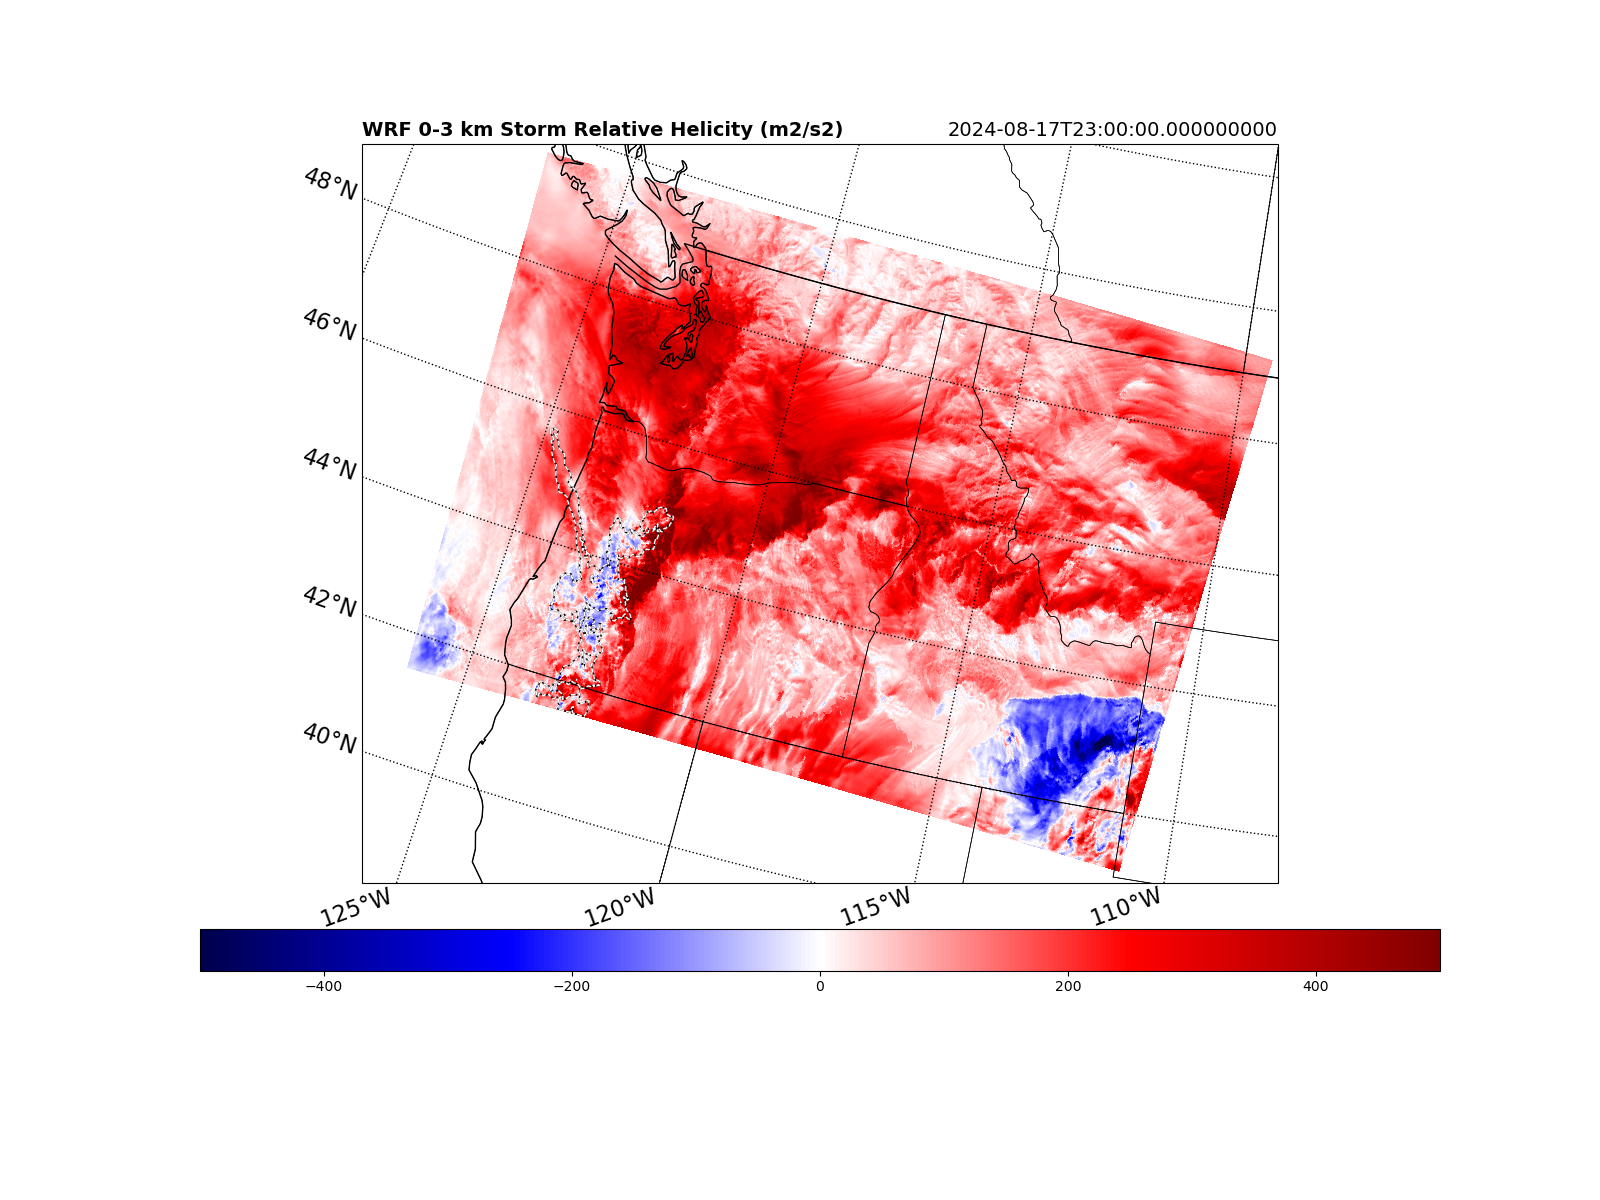 WRF 0-3 km Storm Relative Helicity (m2/s2) 2024-08-17T23:00:00.000000000
48°N
46°N
44°N
42°N
40°N
125°W 120°W 115°W 110°W
−400 −200 0 200 400